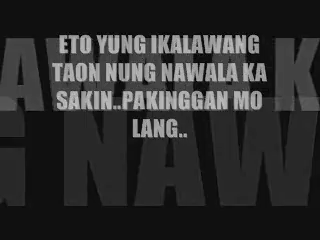 ETO YUNG IKALAWANG
TAON NUNG NAWALA KA
SAKIN..PAKINGGAN MO
LANG..